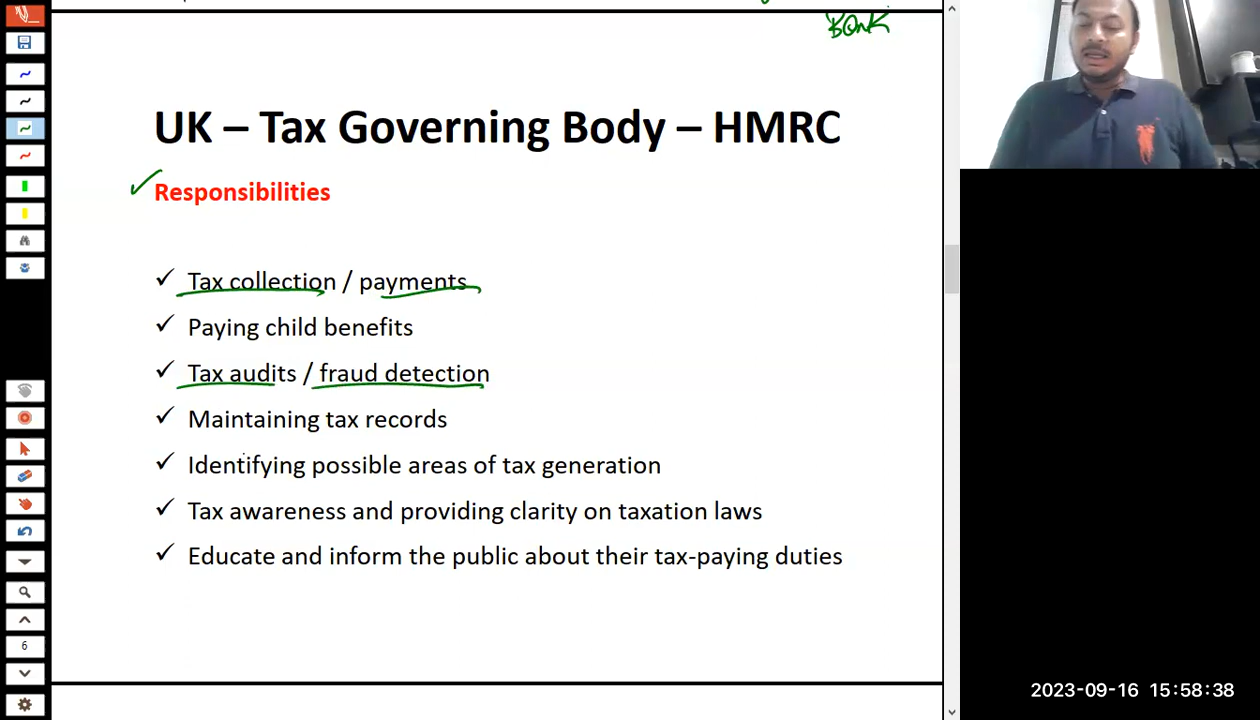 BANK
UK – Tax Governing Body – HMRC
Responsibilities
✓ Tax collection / payments
✓ Paying child benefits
✓ Tax audits / fraud detection
✓ Maintaining tax records
✓ Identifying possible areas of tax generation
✓ Tax awareness and providing clarity on taxation laws
✓ Educate and inform the public about their tax-paying duties
6
2023-09-16 15:58:38